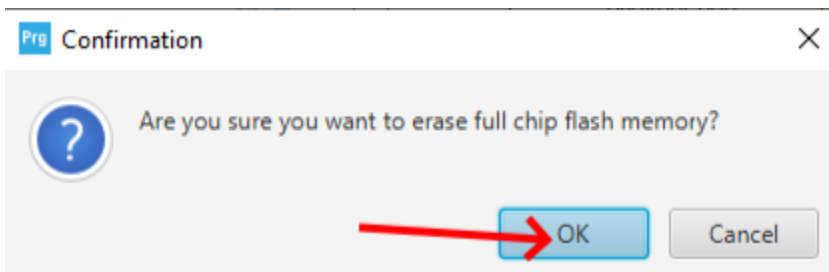 Prg Confirmation
Are you sure you want to erase full chip flash memory?
?
OK Cancel